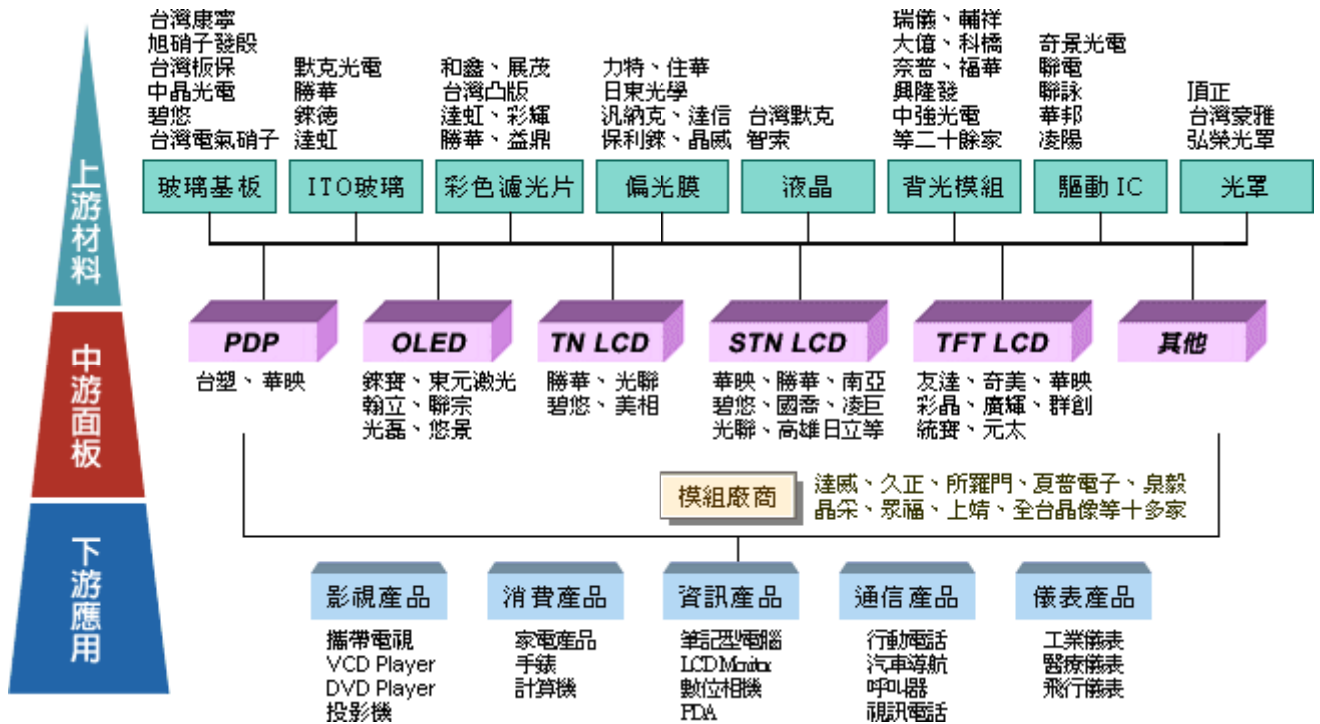 台灣康寧
旭硝子發殷
台灣板保
中晶光電
碧悠
台灣電氣硝子
玻璃基板
默克光電
勝華
錸德
達虹
ITO玻璃
和鑫、展茂
台灣凸版
達虹、彩輝
勝華、益鼎
彩色濾光片
力特、住華
日東光學
汎納克、達信
保利錸、晶威
偏光膜
台灣默克
智索
液晶
瑞儀、輔祥
大億、科橋
奈普、福華
興隆發
中強光電
等二十餘家
背光模組
奇景光電
聯電
聯詠
華邦
凌陽
驅動 IC
頂正
台灣豪雅
弘榮光罩
光罩
上游材料
中游面板
PDP
台塑、華映
OLED
錸寶、東元激光
翰立、聯宗
光磊、悠景
TN LCD
勝華、光聯
碧悠、美相
STN LCD
華映、勝華、南亞
碧悠、國喬、凌巨
光聯、高雄日立等
TFT LCD
友達、奇美、華映
彩晶、廣輝、群創
統寶、元太
其他
模組廠商
達威、久正、所羅門、夏普電子、泉毅
晶采、眾福、上靖、全台晶像等十多家
下游應用
影視產品
攜帶電視
VCD Player
DVD Player
投影機
消費產品
家電產品
手錶
計算機
資訊產品
筆記型電腦
LCD Monitor
數位相機
PDA
通信產品
行動電話
汽車導航
呼叫器
視訊電話
儀表產品
工業儀表
醫療儀表
飛行儀表